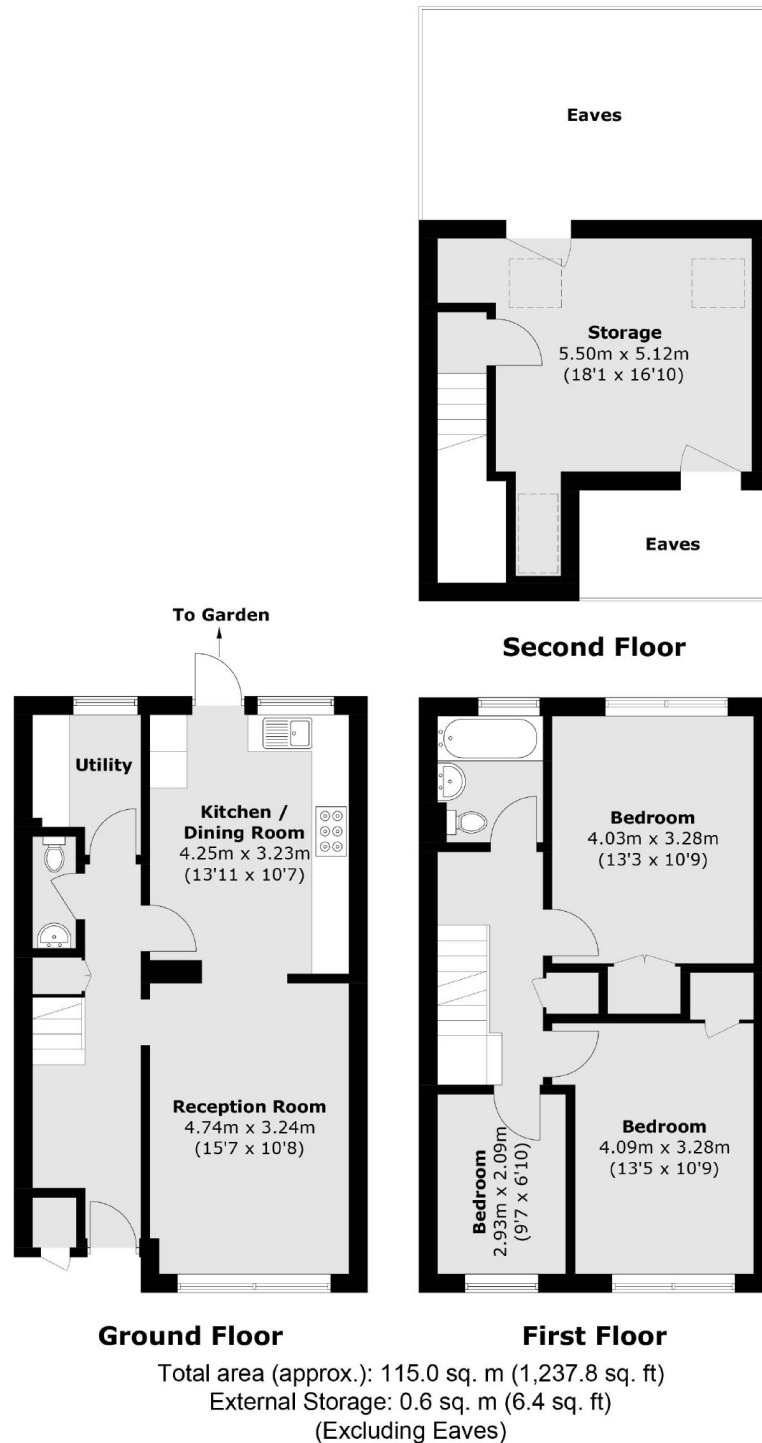 Eaves
Storage
5.50m x 5.12m
(18'1 x 16'10)
Eaves
Second Floor
To Garden
Utility
Kitchen /
Dining Room
4.25m x 3.23m
(13'11 x 10'7)
Reception Room
4.74m x 3.24m
(15'7 x 10'8)
Ground Floor
Bedroom
4.03m x 3.28m
(13'3 x 10'9)
Bedroom
4.09m x 3.28m
(13'5 x 10'9)
Bedroom
2.93m x 2.09m
(9'7 x 6'10)
First Floor
Total area (approx.): 115.0 sq. m (1,237.8 sq. ft)
External Storage: 0.6 sq. m (6.4 sq. ft)
(Excluding Eaves)